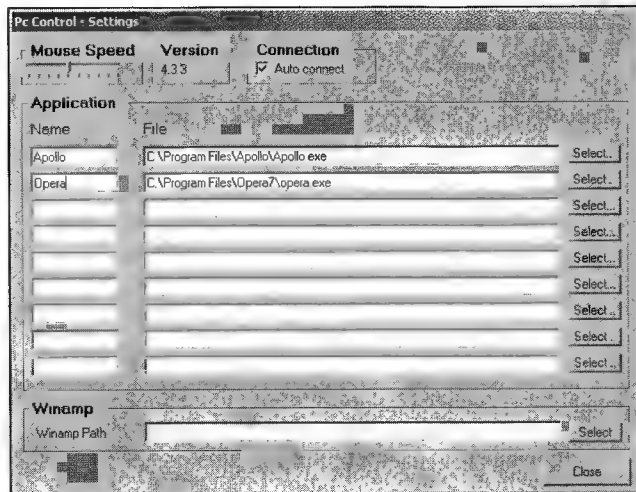 Pc Control - Settings
Mouse Speed Version Connection
4.3.3 Auto connect
Application
Name File
Apollo C:\Program Files\Apollo\Apollo.exe Select...
Opera C:\Program Files\Opera7\opera.exe Select...
Select...
Select...
Select...
Select...
Select...
Select...
Select...
Winamp
Winamp Path Select
Close